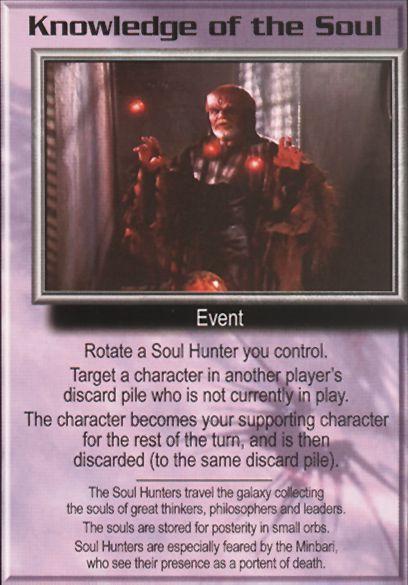 Knowledge of the Soul
Event
Rotate a Soul Hunter you control.
Target a character in another player's
discard pile who is not currently in play.
The character becomes your supporting character
for the rest of the turn, and is then
discarded (to the same discard pile).
The Soul Hunters travel the galaxy collecting
the souls of great thinkers, philosophers and leaders.
The souls are stored for posterity in small orbs.
Soul Hunters are especially feared by the Minbari,
who see their presence as a portent of death.